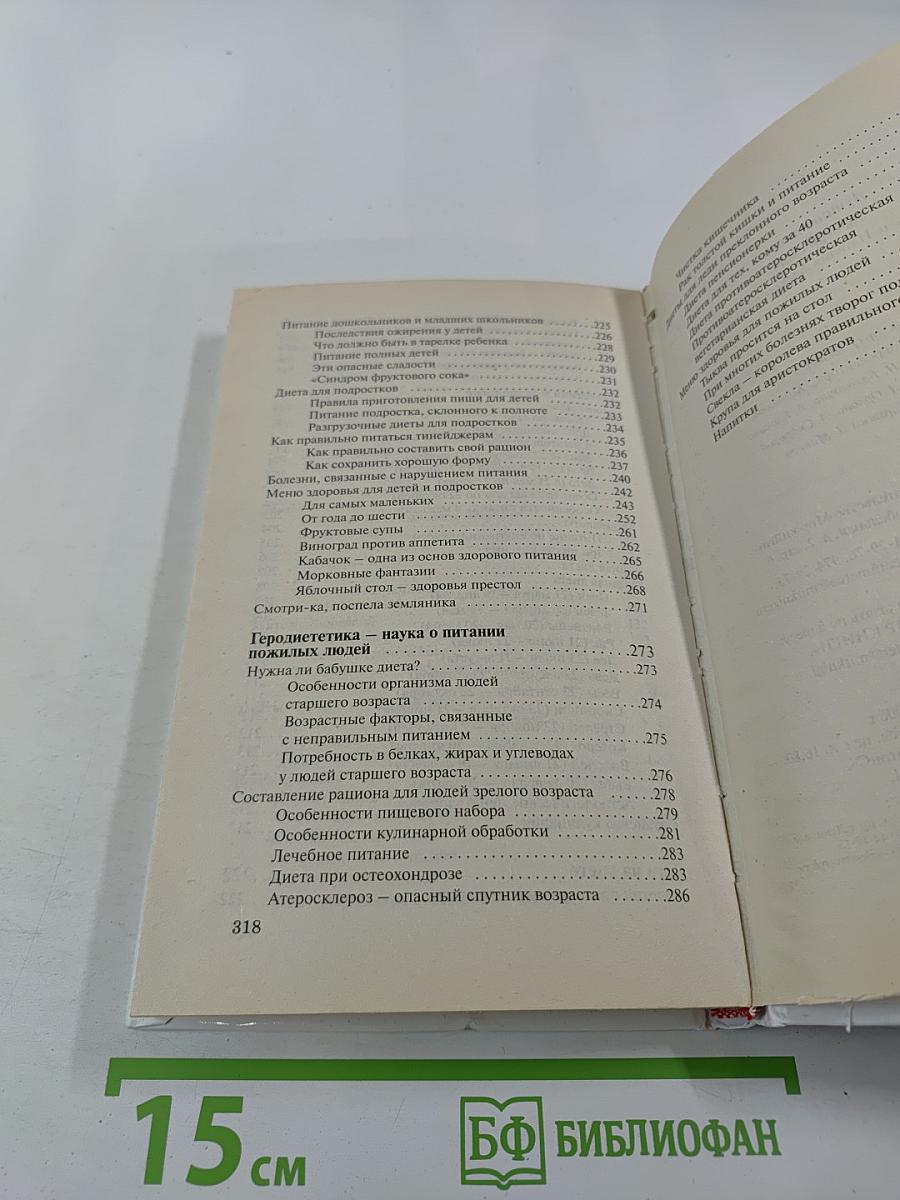 Питание дошкольников и младших школьников . . . . . . . .225
Последствия ожирения у детей . . . . . . . . . . . . . . . .226
Что должно быть в тарелке ребенка . . . . . . . . . . . .228
Питание полных детей . . . . . . . . . . . . . . . . . . . . . .229
Эти опасные сладости . . . . . . . . . . . . . . . . . . . . . .230
«Синдром фруктового сока» . . . . . . . . . . . . . . . . . .231
Диета для подростков . . . . . . . . . . . . . . . . . . . . . . . . .232
Правила приготовления пищи для детей . . . . . . . . .232
Питание подростка, склонного к полноте . . . . . . . .233
Разгрузочные диеты для подростков . . . . . . . . . . . .234
Как правильно питаться тинейджерам . . . . . . . . . . . . .235
Как правильно составить свой рацион . . . . . . . . . . .236
Как сохранить хорошую форму . . . . . . . . . . . . . . . .237
Болезни, связанные с нарушением питания . . . . . . . . .240
Меню здоровья для детей и подростков . . . . . . . . . . . .242
Для самых маленьких . . . . . . . . . . . . . . . . . . . . . . .243
От года до шести . . . . . . . . . . . . . . . . . . . . . . . . . .252
Фруктовые супы . . . . . . . . . . . . . . . . . . . . . . . . . . .261
Виноград против аппетита . . . . . . . . . . . . . . . . . . .262
Кабачок – одна из основ здорового питания . . . . . .265
Морковные фантазии . . . . . . . . . . . . . . . . . . . . . . .266
Яблочный стол – здоровья престол . . . . . . . . . . . . .268
Смотри-ка, поспела земляника . . . . . . . . . . . . . . . . . .271
Геродиететика — наука о питании
пожилых людей . . . . . . . . . . . . . . . . . . . . . . . . . . . .273
Нужна ли бабушке диета? . . . . . . . . . . . . . . . . . . . . . .273
Особенности организма людей
старшего возраста . . . . . . . . . . . . . . . . . . . . . . . . .274
Возрастные факторы, связанные
с неправильным питанием . . . . . . . . . . . . . . . . . . .275
Потребность в белках, жирах и углеводах
у людей старшего возраста . . . . . . . . . . . . . . . . . . .276
Составление рациона для людей зрелого возраста . . . . . .278
Особенности пищевого набора . . . . . . . . . . . . . . . .279
Особенности кулинарной обработки . . . . . . . . . . . .281
Лечебное питание . . . . . . . . . . . . . . . . . . . . . . . . . .283
Диета при остеохондрозе . . . . . . . . . . . . . . . . . . . .283
Атеросклероз – опасный спутник возраста . . . . . . .286
318
Чистка кишечника . . . . . . . . . .
Рак толстой кишки и питание . . . . . .
Диеты для леди преклонного возраста . . . .
Диета пенсионерки . . . . . . . . . .
Диета для тех, кому за 40 . . . . . . . .
Диета противоатеросклеротическая . . .
Противоатеросклеротическая
вегетарианская диета . . . . . . . .
Меню здоровья для пожилых людей . . . .
Тыква просится на стол . . . . . . . .
При многих болезнях творог
Свекла – королева правильного
Крупа для аристократов . . . . . .
Напитки . . . . . . . . . .
15 см
БФ БИБЛИОФАН